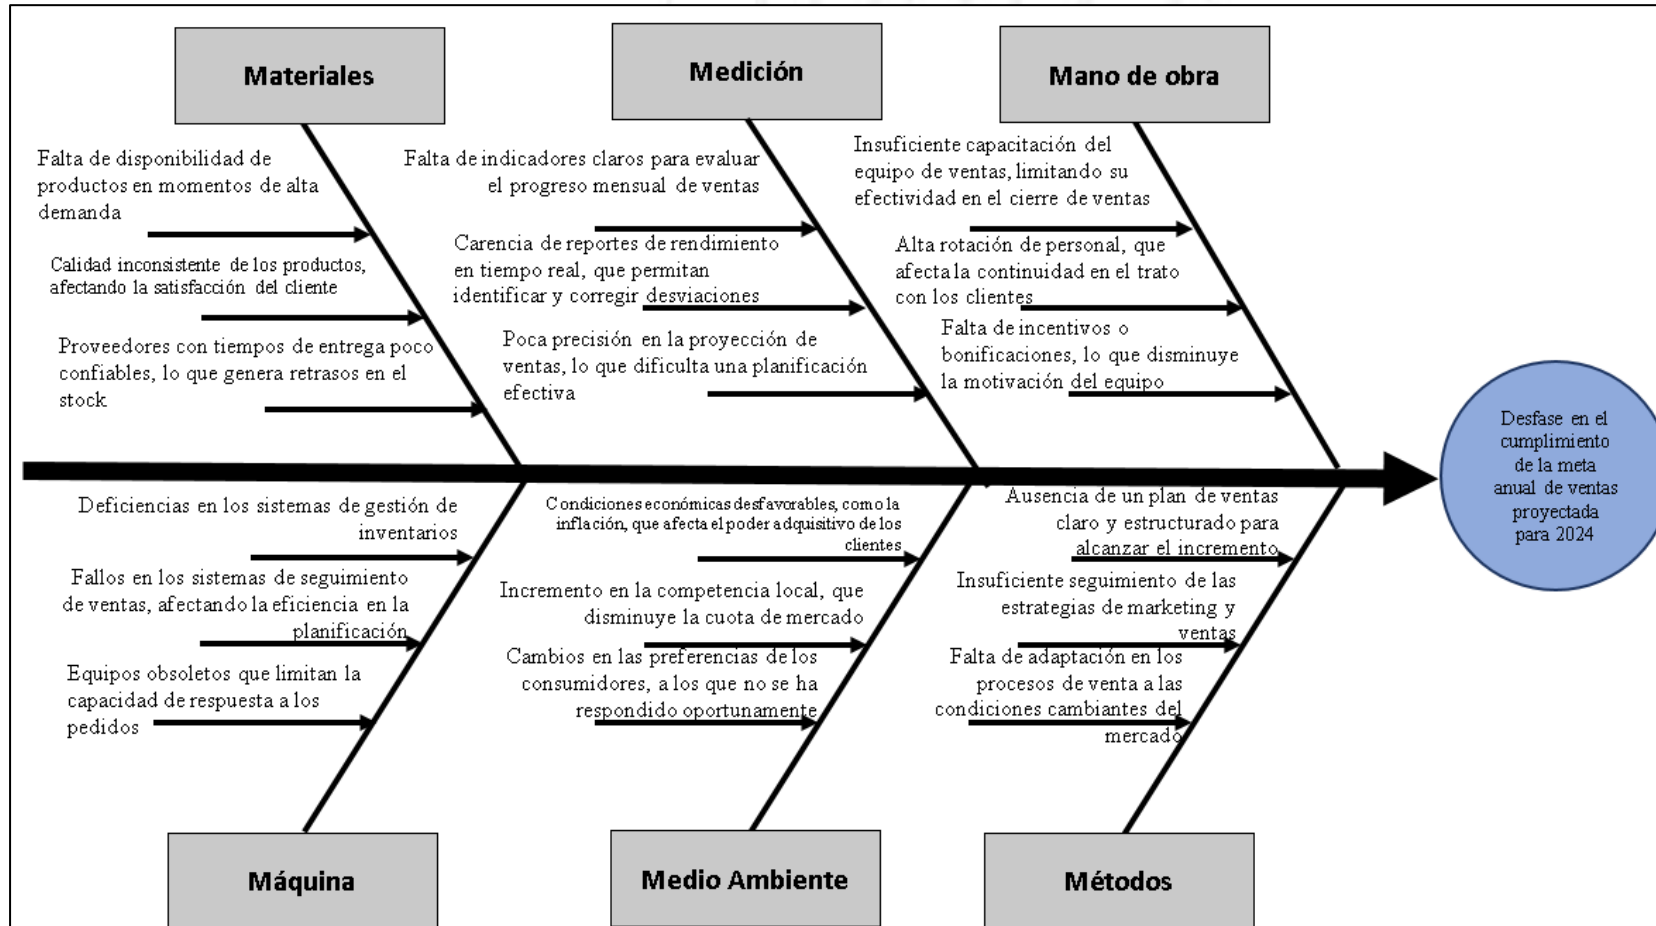 Materiales
Falta de disponibilidad de
productos en momentos de alta
demanda
Calidad inconsistente de los productos,
afectando la satisfacción del cliente
Proveedores con tiempos de entrega poco
confiables, lo que genera retrasos en el
stock
Medición
Falta de indicadores claros para evaluar
el progreso mensual de ventas
Carencia de reportes de rendimiento
en tiempo real, que permitan
identificar y corregir desviaciones
Poca precisión en la proyección de
ventas, lo que dificulta una planificación
efectiva
Mano de obra
Insuficiente capacitación del
equipo de ventas, limitando su
efectividad en el cierre de ventas
Alta rotación de personal, que
afecta la continuidad en el trato
con los clientes
Falta de incentivos o
bonificaciones, lo que disminuye
la motivación del equipo
Desfase en el
cumplimiento
de la meta
anual de ventas
proyectada
para 2024
Deficiencias en los sistemas de gestión de
inventarios
Fallos en los sistemas de seguimiento
de ventas, afectando la eficiencia en la
planificación
Equipos obsoletos que limitan la
capacidad de respuesta a los
pedidos
Máquina
Condiciones económicas desfavorables, como la
inflación, que afecta el poder adquisitivo de los
clientes
Incremento en la competencia local, que
disminuye la cuota de mercado
Cambios en las preferencias de los
consumidores, a los que no se ha
respondido oportunamente
Medio Ambiente
Ausencia de un plan de ventas
claro y estructurado para
alcanzar el incremento
Insuficiente seguimiento de las
estrategias de marketing y
ventas
Falta de adaptación en los
procesos de venta a las
condiciones cambiantes del
mercado
Métodos